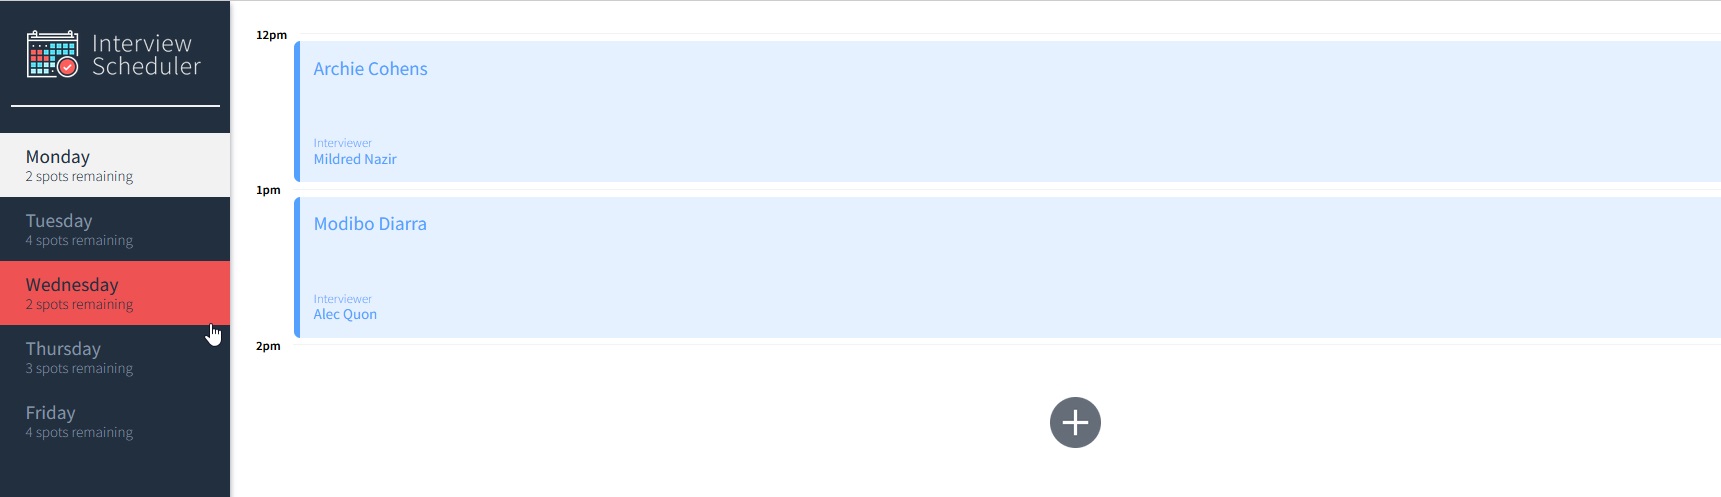 Interview
Scheduler
Monday
2 spots remaining
Tuesday
4 spots remaining
Wednesday
2 spots remaining
Thursday
3 spots remaining
Friday
4 spots remaining
12pm
Archie Cohens
Interviewer
Mildred Nazir
1pm
Modibo Diarra
Interviewer
Alec Quon
2pm